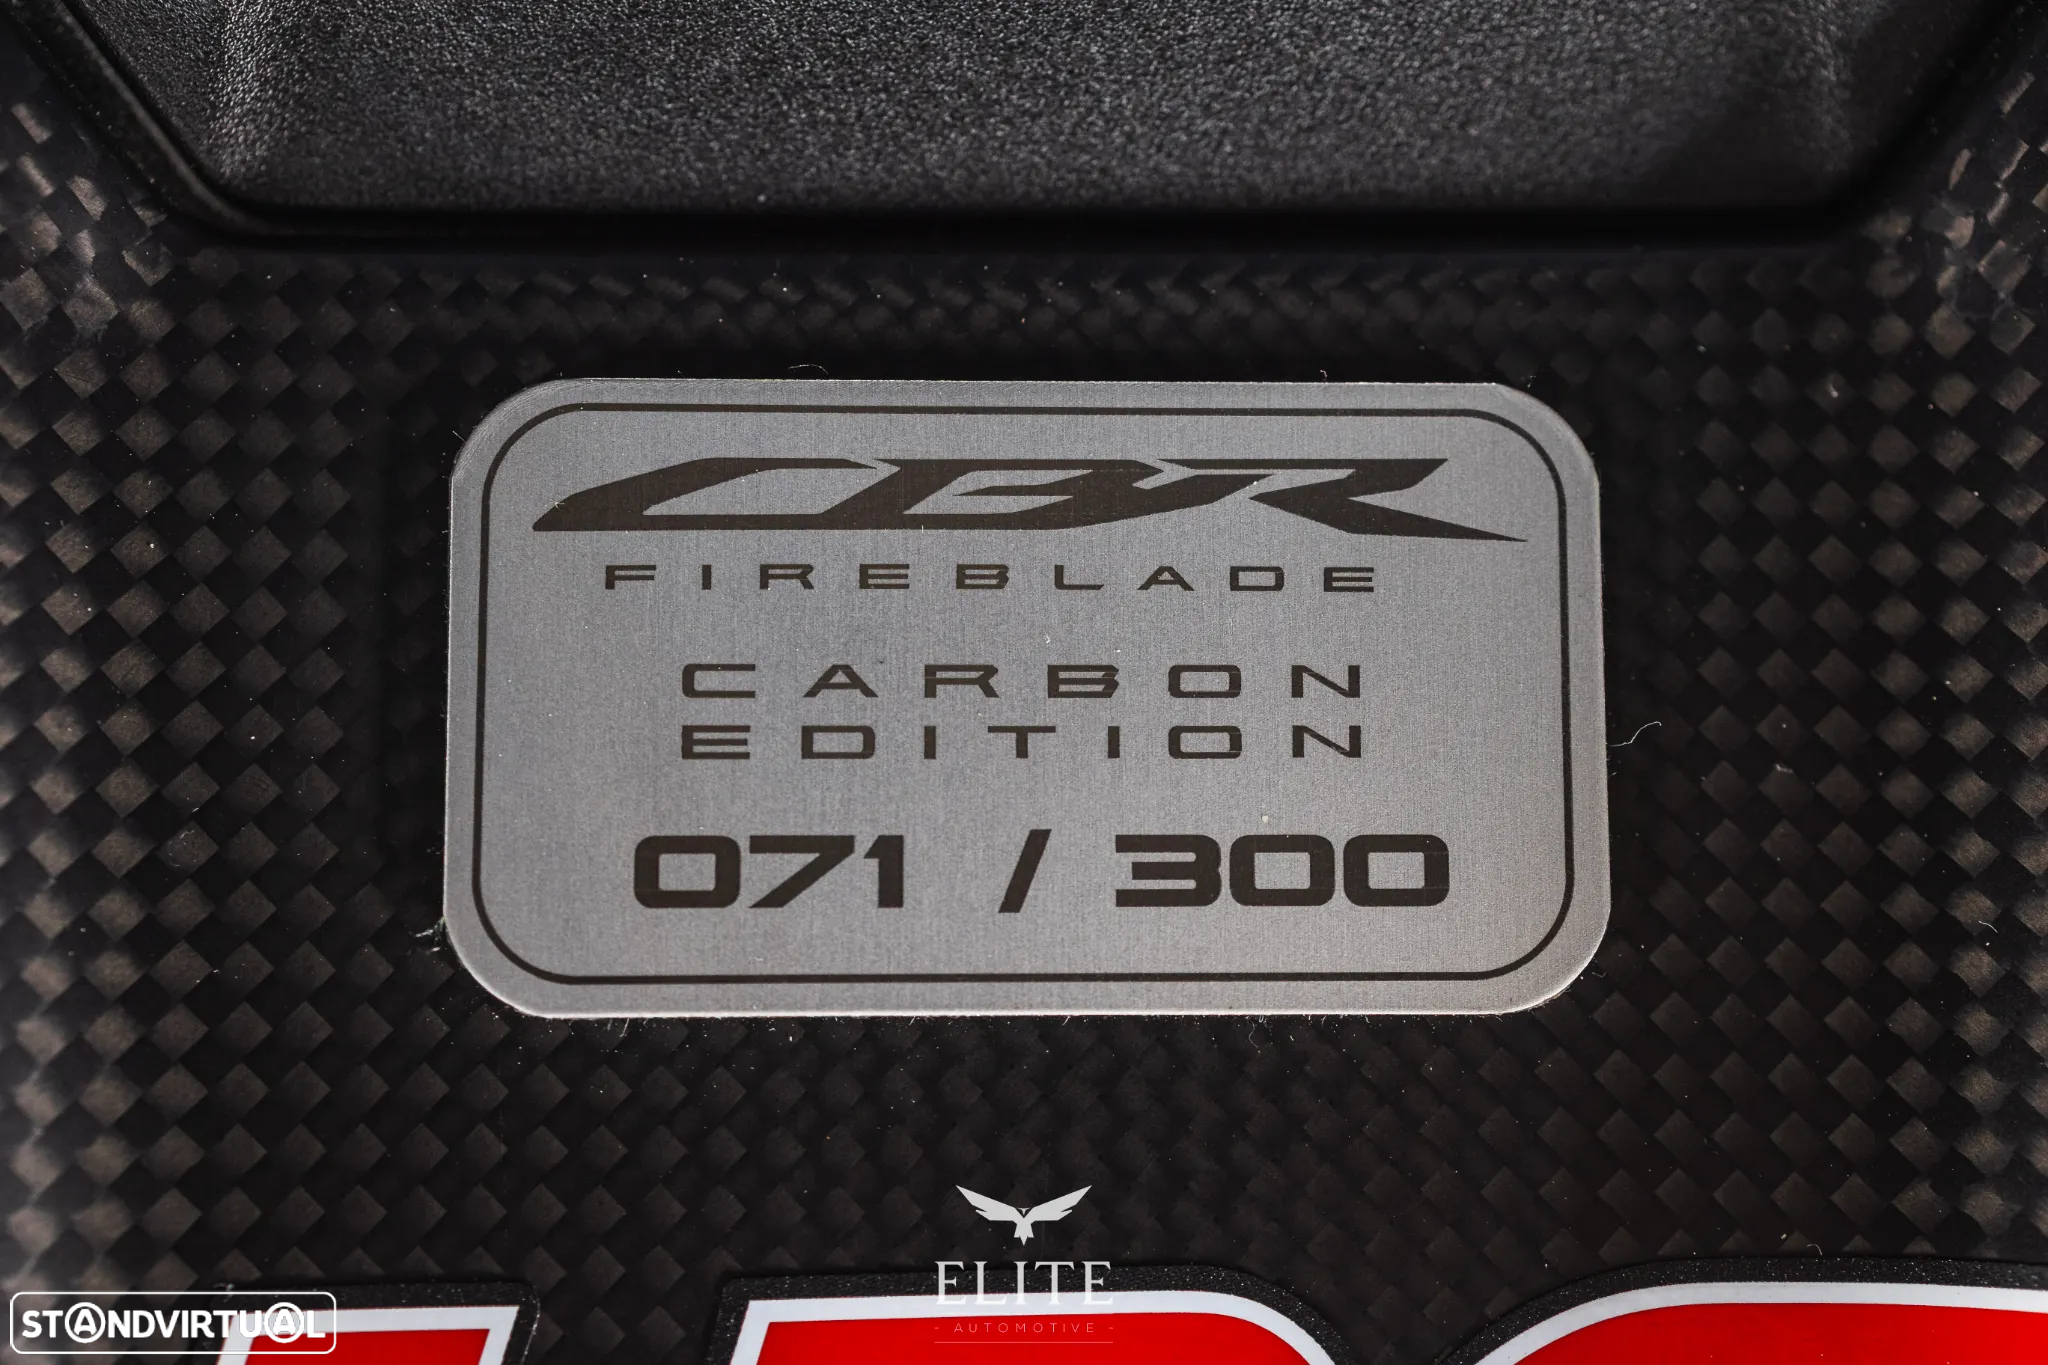 CBR
FIREBLADE
CARBON
EDITION
071 / 300
ELITE
- AUTOMOTIVE -
STANDVIRTUAL